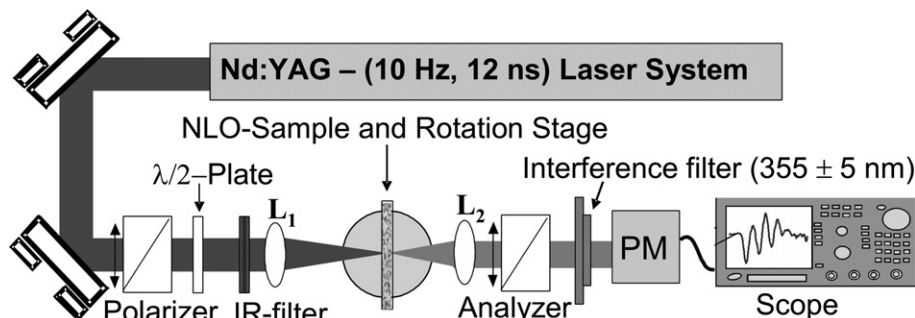 Nd:YAG – (10 Hz, 12 ns) Laser System
NLO-Sample and Rotation Stage
Interference filter (355 ± 5 nm)
λ/2–Plate
L₁
L₂
PM
Polarizer
IR-filter
Analyzer
Scope